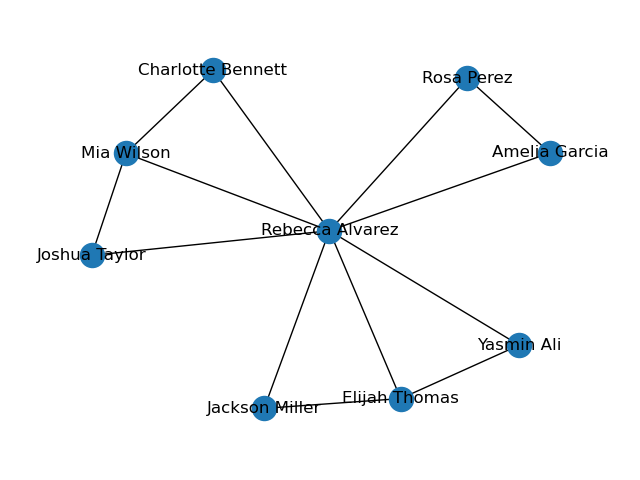 Charlotte Bennett
Rosa Perez
Mia Wilson
Amelia Garcia
Rebecca Alvarez
Joshua Taylor
Yasmin Ali
Elijah Thomas
Jackson Miller